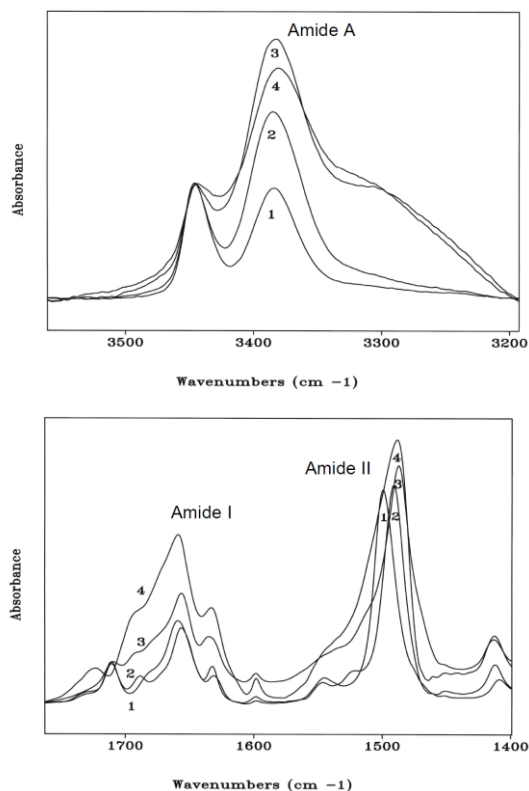 Amide A
3
4
2
1
Absorbance
3500 3400 3300 3200
Wavenumbers (cm -1)
Amide II
Amide I
4
3
1 2
4
3
2
1
Absorbance
1700 1600 1500 1400
Wavenumbers (cm -1)